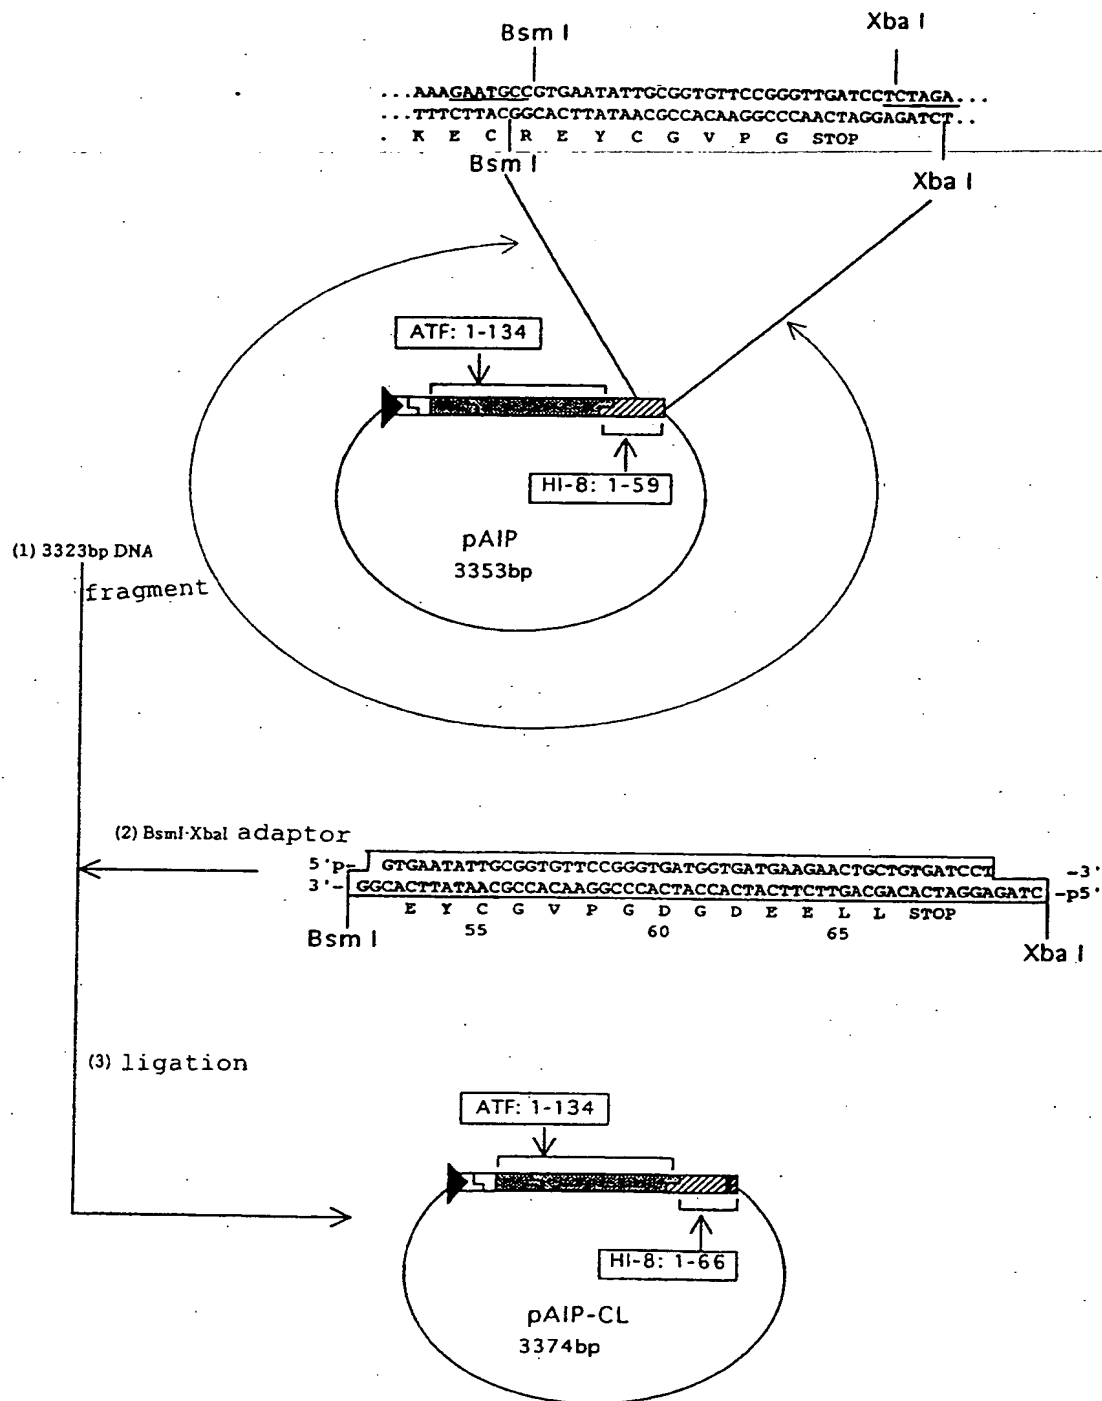 Bsm I
Xba I
...AAAGAATGCCGTGAATATTGCGGTGTTCCGGGTTGATCCTCTAGA...
...TTTCTTACGGCACTTATAACGCCACAAGGCCCAACTAGGAGATCT..
. K E C R E Y C G V P G STOP
Bsm I
Xba I
ATF: 1-134
HI-8: 1-59
pAIP
3353bp
(1) 3323bp DNA
fragment
(2) BsmI-XbaI adaptor
5'p- GTGAATATTGCGGTGTTCCGGGTGATGGTGATGAAGAACTGCTGTGATCCT -3'
3'- GGCACTTATAACGCCACAAGGCCCACTACCACTACTTCTTGACGACACTAGGAGATC -p5'
E Y C G V P G D G D E E L L STOP
55 60 65
Bsm I
Xba I
(3) ligation
ATF: 1-134
HI-8: 1-66
pAIP-CL
3374bp